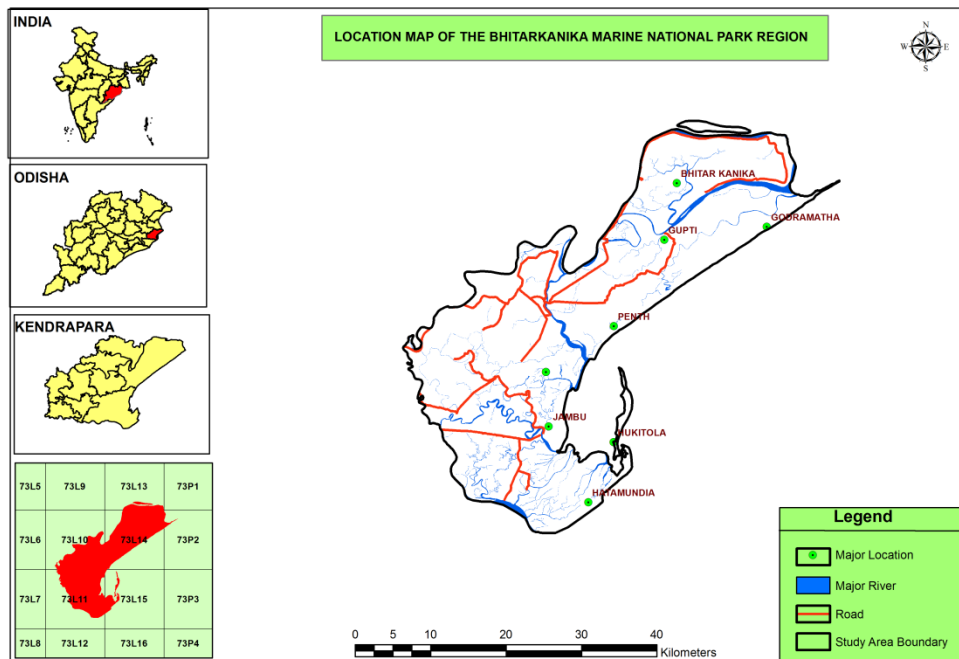 INDIA
LOCATION MAP OF THE BHITARKANIKA MARINE NATIONAL PARK REGION
N
W E
S
ODISHA
KENDRAPARA
BHITAR KANIKA
GODRAMATHA
GUPTI
PENTH
JAMBU
HUKITOLA
HATAMUNDIA
73L5 73L9 73L13 73P1
73L6 73L10 73L14 73P2
73L7 73L11 73L15 73P3
73L8 73L12 73L16 73P4
Legend
Major Location
Major River
Road
Study Area Boundary
0 5 10 20 30 40
Kilometers